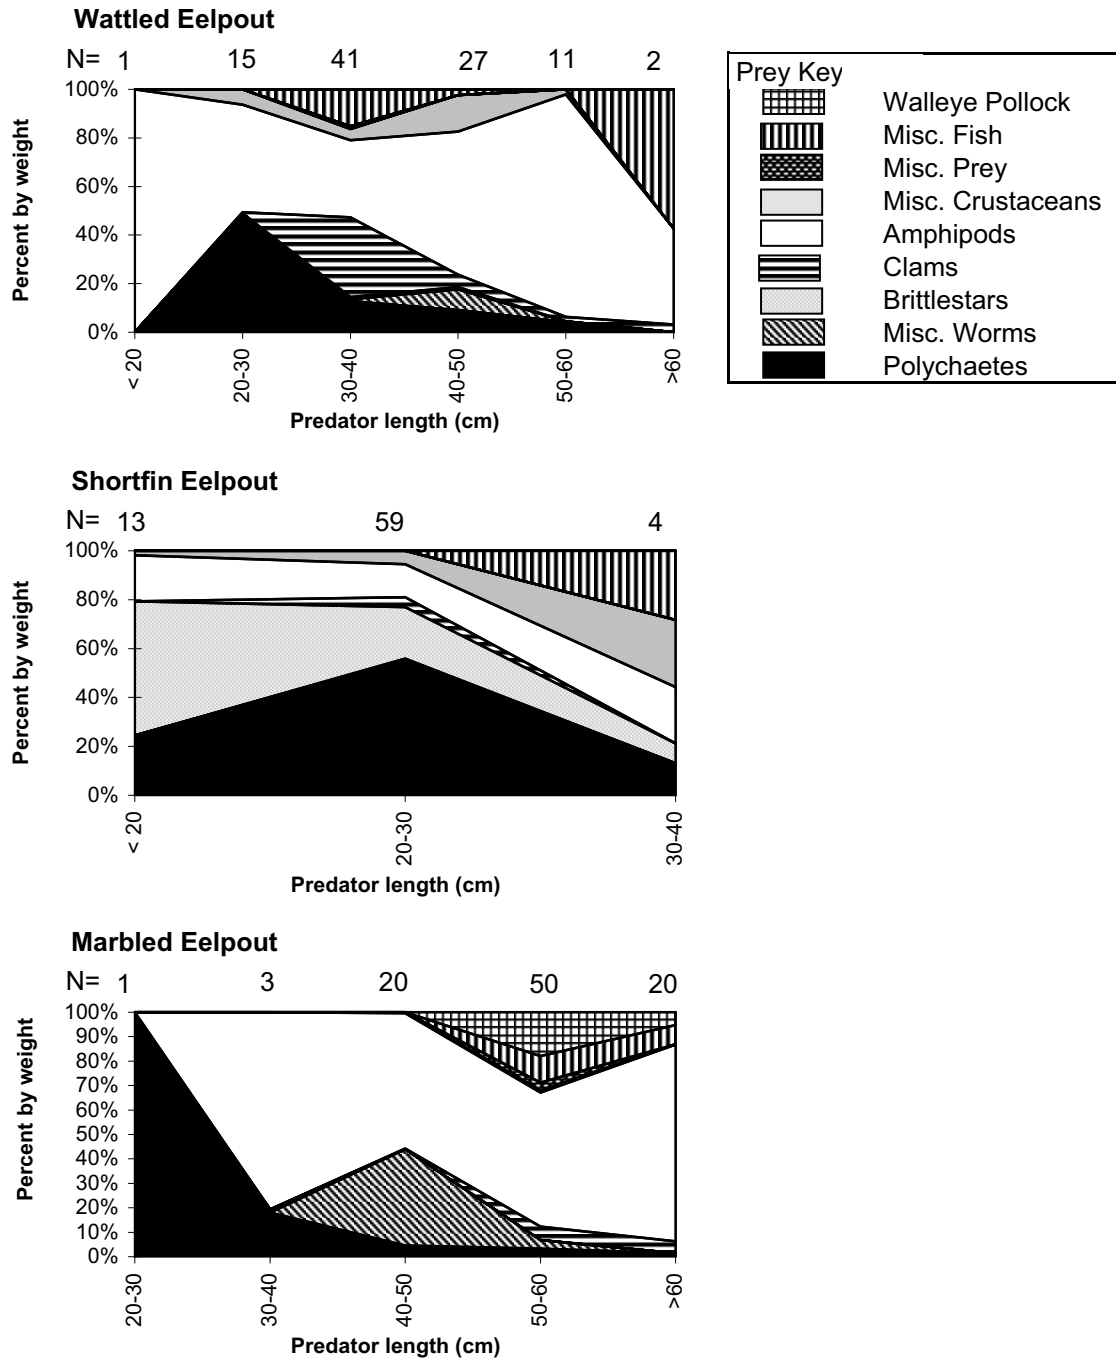 Wattled Eelpout
N= 1 15 41 27 11 2
100%
80%
60%
40%
20%
0%
Percent by weight
< 20
20-30
30-40
40-50
50-60
>60
Predator length (cm)
Prey Key
Walleye Pollock
Misc. Fish
Misc. Prey
Misc. Crustaceans
Amphipods
Clams
Brittlestars
Misc. Worms
Polychaetes
Shortfin Eelpout
N= 13 59 4
100%
80%
60%
40%
20%
0%
Percent by weight
< 20
20-30
30-40
Predator length (cm)
Marbled Eelpout
N= 1 3 20 50 20
100%
90%
80%
70%
60%
50%
40%
30%
20%
10%
0%
Percent by weight
20-30
30-40
40-50
50-60
>60
Predator length (cm)